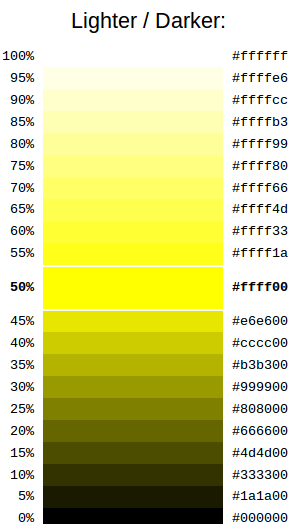 Lighter / Darker:
100% #ffffff
95% #ffffe6
90% #ffffcc
85% #ffffb3
80% #ffff99
75% #ffff80
70% #ffff66
65% #ffff4d
60% #ffff33
55% #ffff1a
50% #ffff00
45% #e6e600
40% #cccc00
35% #b3b300
30% #999900
25% #808000
20% #666600
15% #4d4d00
10% #333300
5% #1a1a00
0% #000000